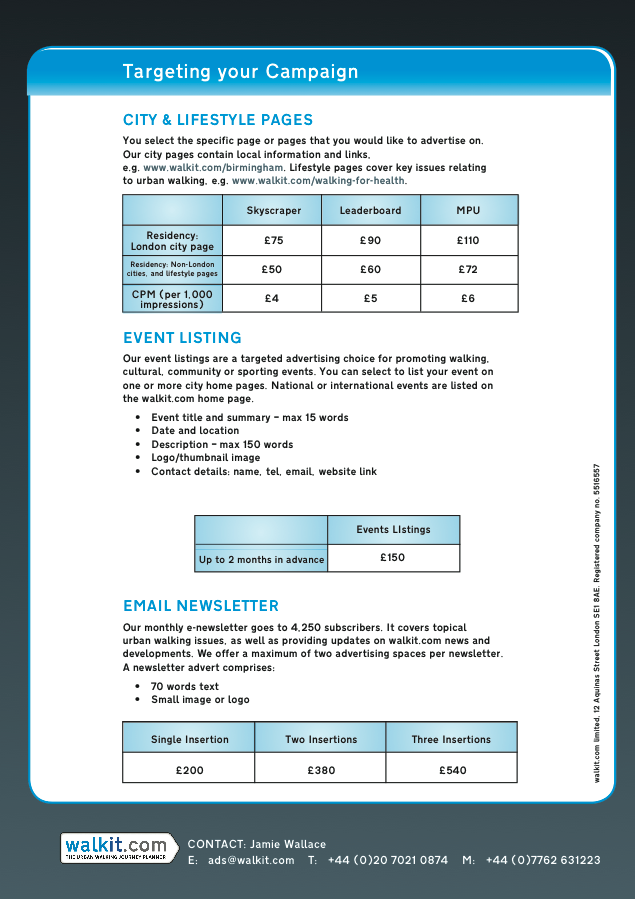 Targeting your Campaign
CITY & LIFESTYLE PAGES
You select the specific page or pages that you would like to advertise on.
Our city pages contain local information and links,
e.g. www.walkit.com/birmingham. Lifestyle pages cover key issues relating
to urban walking, e.g. www.walkit.com/walking-for-health.
Skyscraper Leaderboard MPU
Residency:
London city page
£75 £90 £110
Residency: Non-London
cities, and lifestyle pages
£50 £60 £72
CPM (per 1,000
impressions)
£4 £5 £6
EVENT LISTING
Our event listings are a targeted advertising choice for promoting walking,
cultural, community or sporting events. You can select to list your event on
one or more city home pages. National or international events are listed on
the walkit.com home page.
• Event title and summary – max 15 words
• Date and location
• Description – max 150 words
• Logo/thumbnail image
• Contact details: name, tel, email, website link
Events LIstings
Up to 2 months in advance £150
EMAIL NEWSLETTER
Our monthly e-newsletter goes to 4,250 subscribers. It covers topical
urban walking issues, as well as providing updates on walkit.com news and
developments. We offer a maximum of two advertising spaces per newsletter.
A newsletter advert comprises:
• 70 words text
• Small image or logo
Single Insertion Two Insertions Three Insertions
£200 £380 £540
walkit.com limited, 12 Aquinas Street London SE1 8AE. Registered company no. 5516557
walkit.com
THE URBAN WALKING JOURNEY PLANNER
CONTACT: Jamie Wallace
E: ads@walkit.com T: +44 (0)20 7021 0874 M: +44 (0)7762 631223